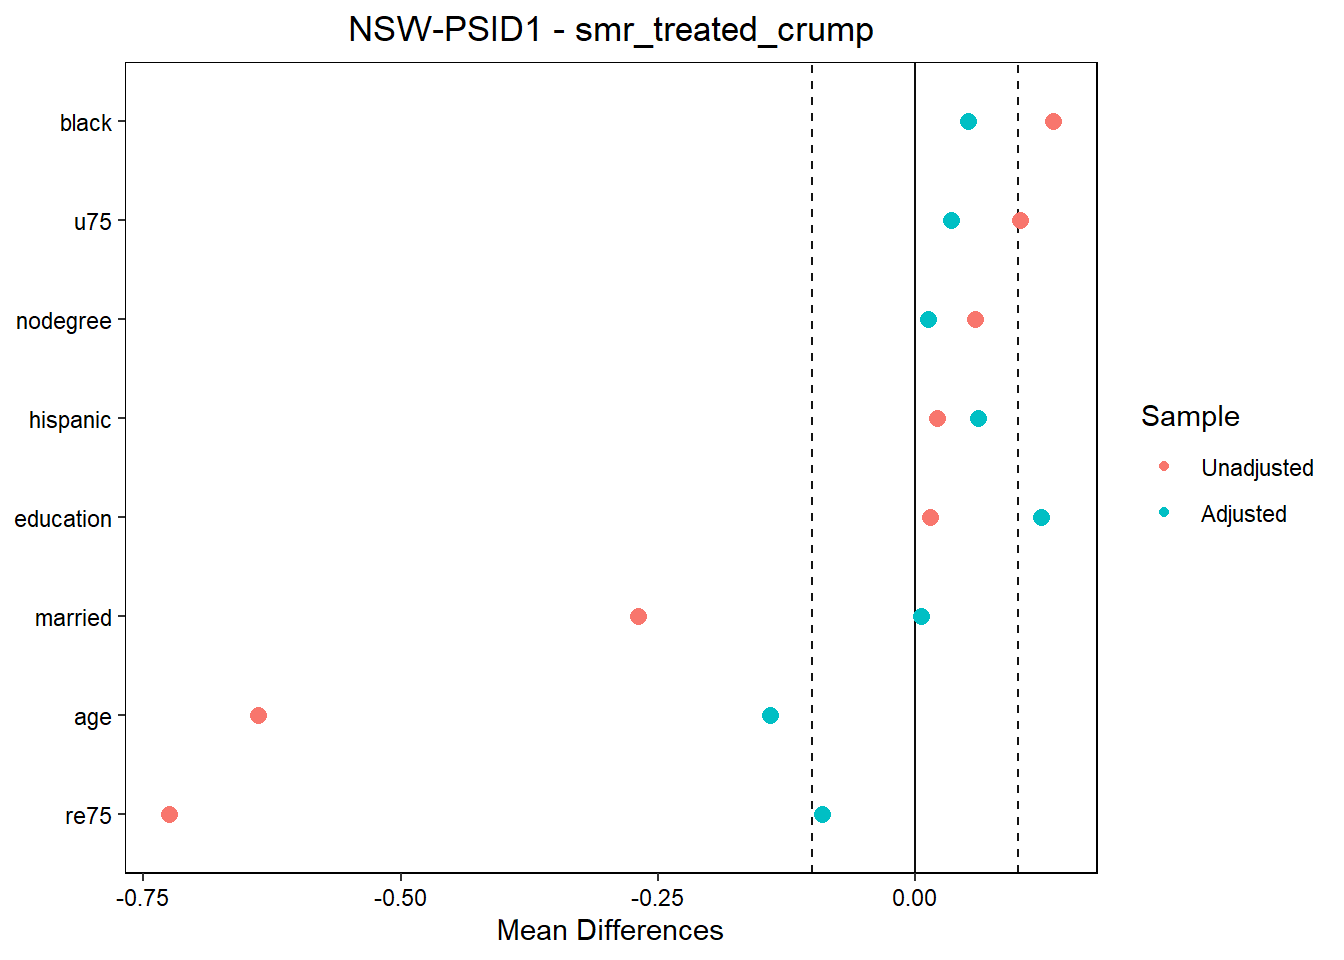 NSW-PSID1 - smr_treated_crump
black
u75
nodegree
hispanic
education
married
age
re75
-0.75 -0.50 -0.25 0.00
Mean Differences
Sample
Unadjusted
Adjusted